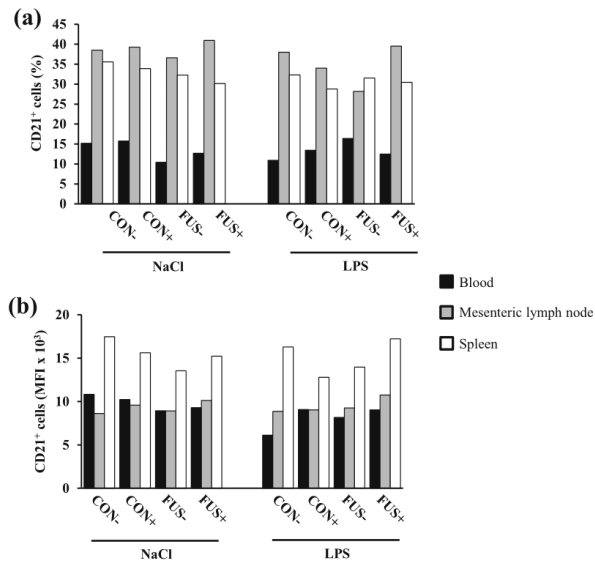 (a)
CD21⁺ cells (%)
45
40
35
30
25
20
15
10
5
0
CON- CON+ FUS- FUS+ CON- CON+ FUS- FUS+
NaCl LPS
Blood
Mesenteric lymph node
Spleen
(b)
CD21⁺ cells (MFI x 10³)
20
15
10
5
0
CON- CON+ FUS- FUS+ CON- CON+ FUS- FUS+
NaCl LPS